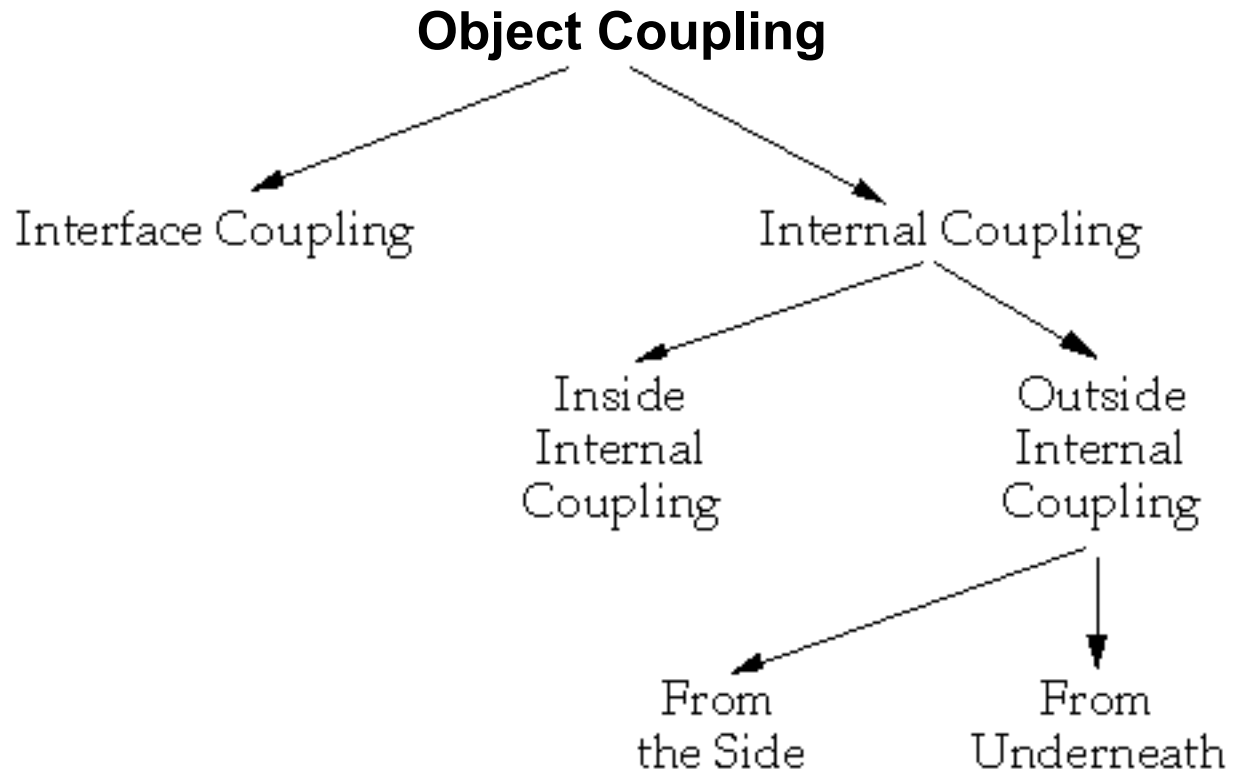 Object Coupling
Interface Coupling
Internal Coupling
Inside
Internal
Coupling
Outside
Internal
Coupling
From
the Side
From
Underneath